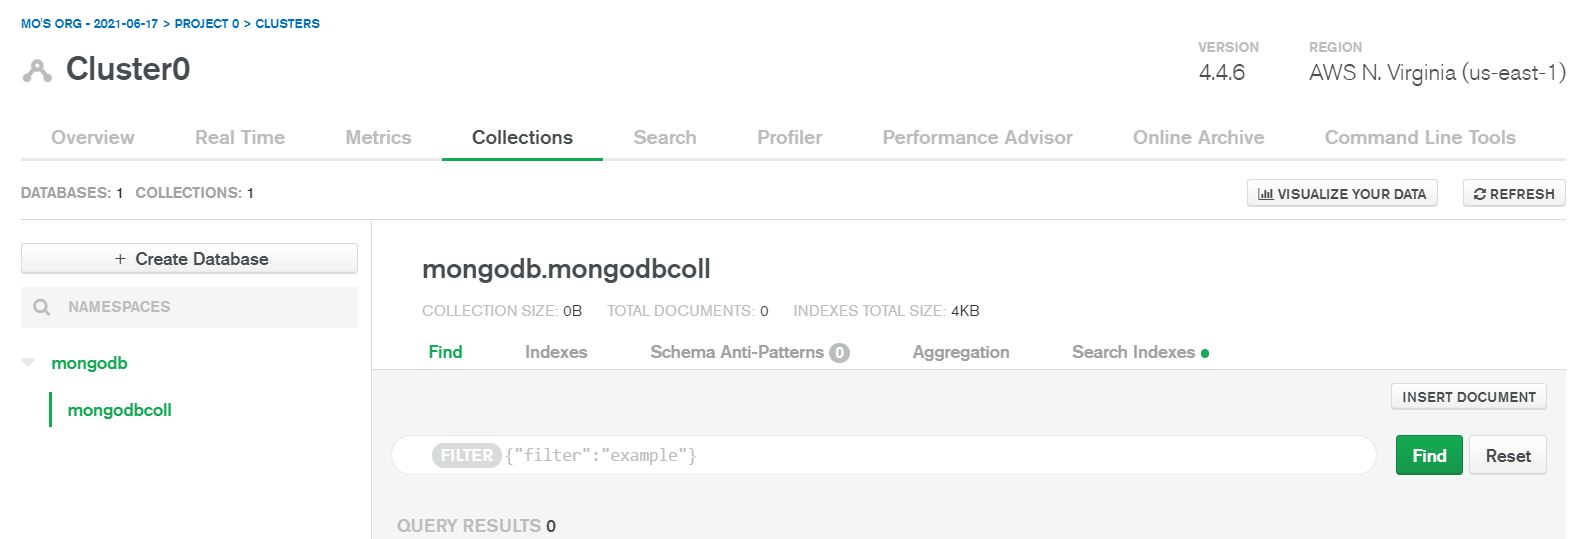 MO'S ORG - 2021-06-17 > PROJECT 0 > CLUSTERS
Cluster0
VERSION
4.4.6
REGION
AWS N. Virginia (us-east-1)
Overview Real Time Metrics Collections Search Profiler Performance Advisor Online Archive Command Line Tools
DATABASES: 1 COLLECTIONS: 1
VISUALIZE YOUR DATA
REFRESH
+ Create Database
NAMESPACES
mongodb
mongodbcoll
mongodb.mongodbcoll
COLLECTION SIZE: 0B TOTAL DOCUMENTS: 0 INDEXES TOTAL SIZE: 4KB
Find Indexes Schema Anti-Patterns 0 Aggregation Search Indexes
INSERT DOCUMENT
FILTER {"filter":"example"}
Find
Reset
QUERY RESULTS 0